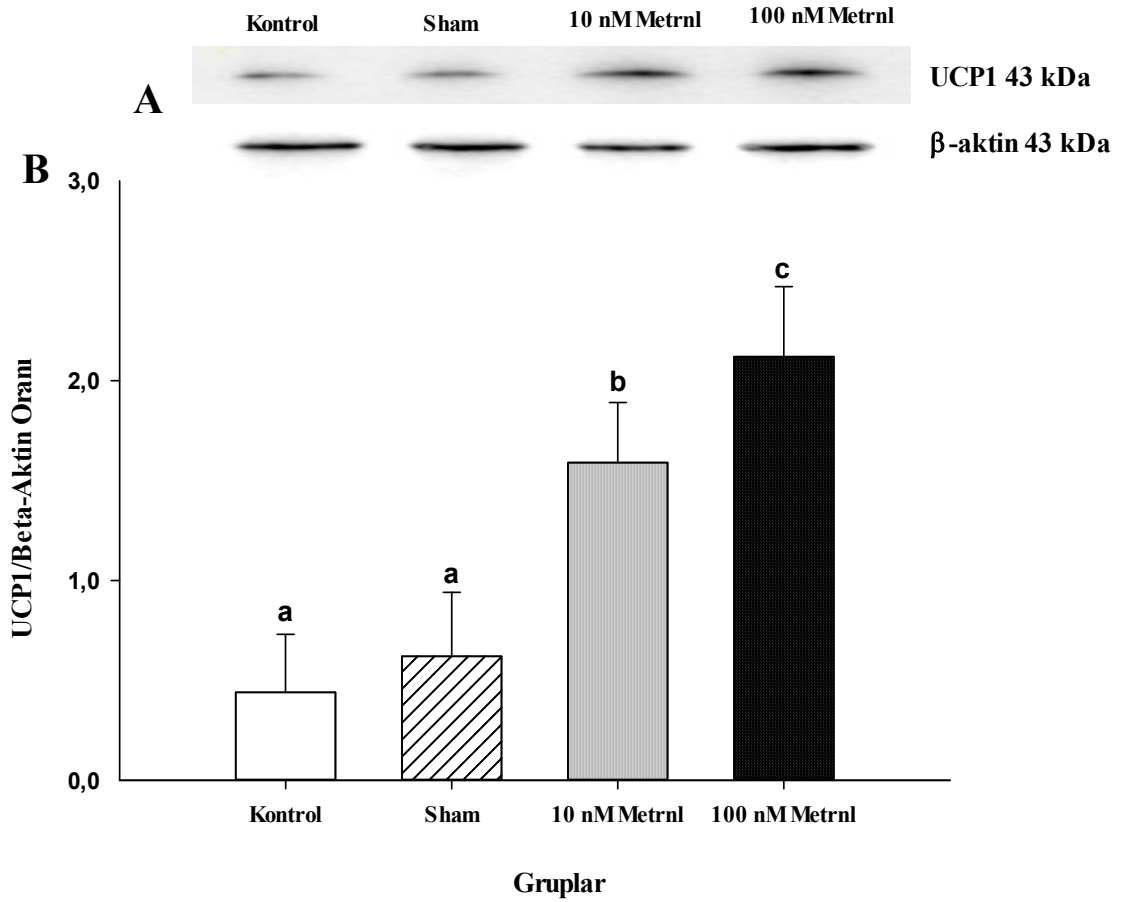 Kontrol Sham 10 nM Metrnl 100 nM Metrnl
UCP1 43 kDa
A
β-aktin 43 kDa
B
3,0
c
2,0
b
1,0
a
a
0,0
UCP1/Beta-Aktin Oranı
Kontrol Sham 10 nM Metrnl 100 nM Metrnl
Gruplar